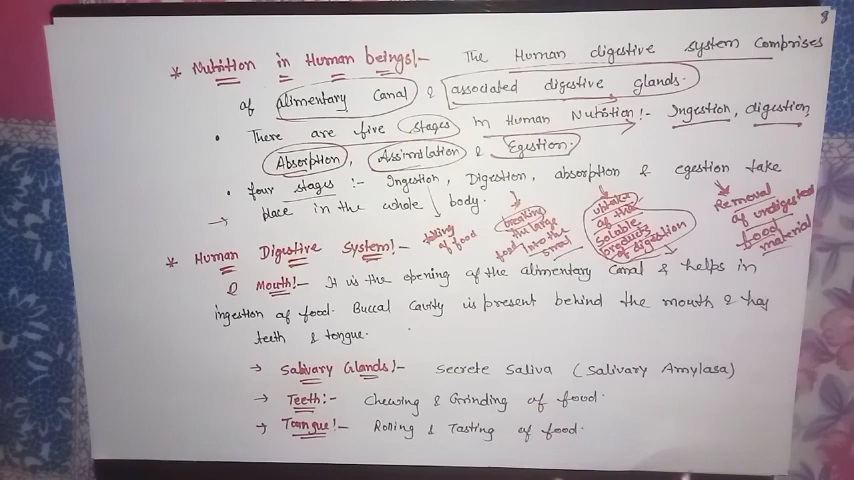 8
* Nutrition in Human beings!- The Human digestive system comprises
of alimentary Canal & associated digestive glands.
• There are five stages in Human Nutrition!- Ingestion, digestion
Absorption, Assimilation & Egestion.
• four stages :- Ingestion, Digestion, absorption & egestion take
→ place in the whole body.
taking of food
breaking the large food into the small
uptake of the soluble products of digestion
Removal of undigested food material
* Human Digestive System!-
& Mouth!- It is the opening of the alimentary Canal & helps in
ingestion of food. Buccal Cavity is present behind the mouth & has
teeth & tongue.
→ Salivary Glands!- Secrete Saliva (Salivary Amylasa)
→ Teeth:- Chewing & Grinding of food.
→ Toungue!- Rolling & Tasting of food.